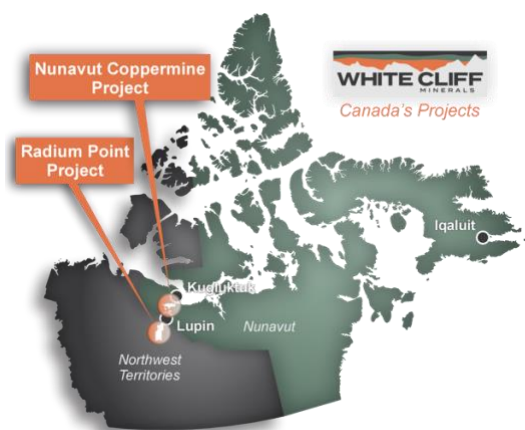 Nunavut Coppermine
Project
Radium Point
Project
WHITE CLIFF
MINERALS
Canada's Projects
Iqaluit
Kugluktuk
Lupin
Nunavut
Northwest
Territories